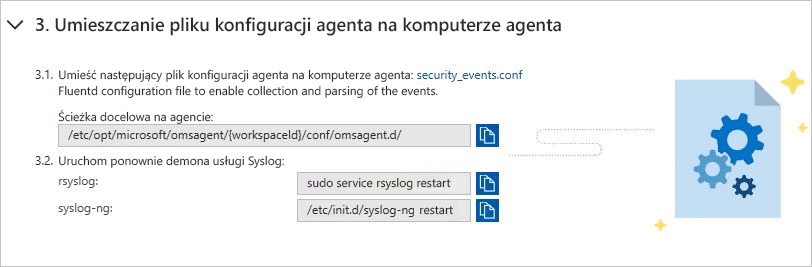 3. Umieszczanie pliku konfiguracji agenta na komputerze agenta
3.1. Umieść następujący plik konfiguracji agenta na komputerze agenta: security_events.conf
Fluentd configuration file to enable collection and parsing of the events.
Ścieżka docelowa na agencie:
/etc/opt/microsoft/omsagent/{workspaceId}/conf/omsagent.d/
3.2. Uruchom ponownie demona usługi Syslog:
rsyslog: sudo service rsyslog restart
syslog-ng: /etc/init.d/syslog-ng restart